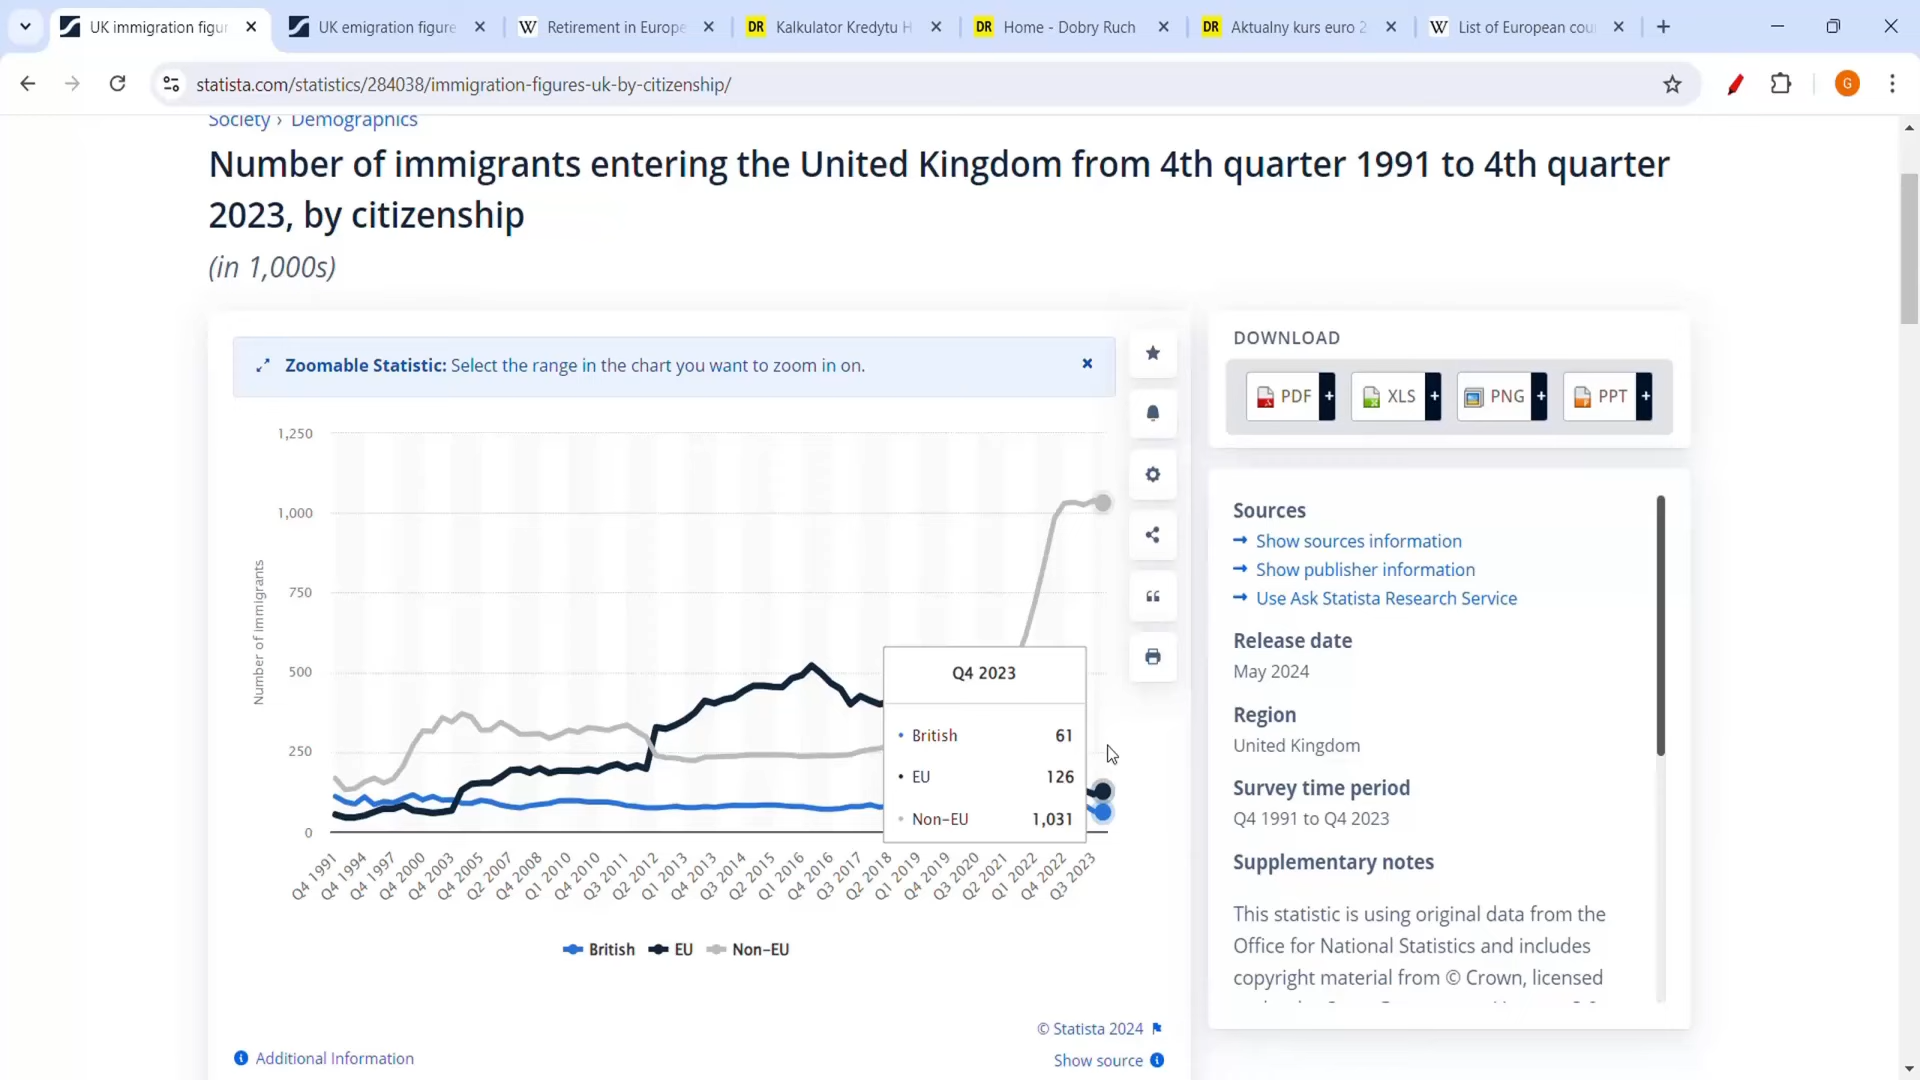 UK immigration figur
UK emigration figure
Retirement in Europe
DR Kalkulator Kredytu H
DR Home - Dobry Ruch
DR Aktualny kurs euro 2
List of European cou
statista.com/statistics/284038/immigration-figures-uk-by-citizenship/
G
Society › Demographics
Number of immigrants entering the United Kingdom from 4th quarter 1991 to 4th quarter
2023, by citizenship
(in 1,000s)
Zoomable Statistic: Select the range in the chart you want to zoom in on.
Number of immigrants
1,250
1,000
750
500
250
0
Q4 2023
British 61
EU 126
Non-EU 1,031
Q4 1991
Q4 1994
Q4 1997
Q4 2000
Q4 2003
Q4 2005
Q2 2007
Q4 2008
Q1 2010
Q4 2010
Q3 2011
Q2 2012
Q1 2013
Q4 2013
Q3 2014
Q2 2015
Q1 2016
Q4 2016
Q3 2017
Q2 2018
Q1 2019
Q4 2019
Q3 2020
Q2 2021
Q1 2022
Q4 2022
Q3 2023
British EU Non-EU
© Statista 2024
Additional Information
Show source
DOWNLOAD
PDF + XLS + PNG + PPT +
Sources
Show sources information
Show publisher information
Use Ask Statista Research Service
Release date
May 2024
Region
United Kingdom
Survey time period
Q4 1991 to Q4 2023
Supplementary notes
This statistic is using original data from the
Office for National Statistics and includes
copyright material from © Crown, licensed